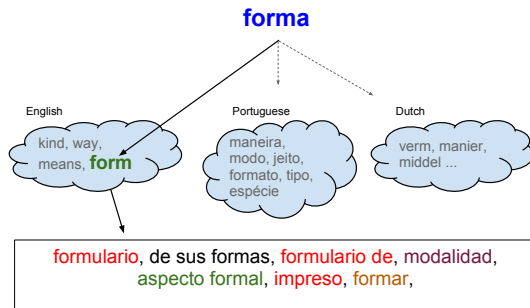 forma
English
Portuguese
Dutch
kind, way,
means, form
maneira,
modo, jeito,
formato, tipo,
espécie
verm, manier,
middel ...
formulario, de sus formas, formulario de, modalidad,
aspecto formal, impreso, formar,